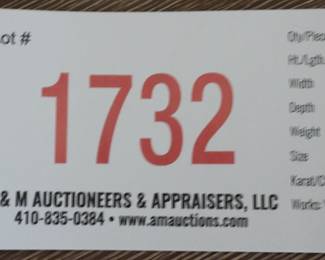 ot #
1732
& M AUCTIONEERS & APPRAISERS, LLC
410-835-0384 • www.amauctions.com
Qty/Piec
Ht./Lgth.
Width
Depth
Weight
Size
Karat/C
Works: Y